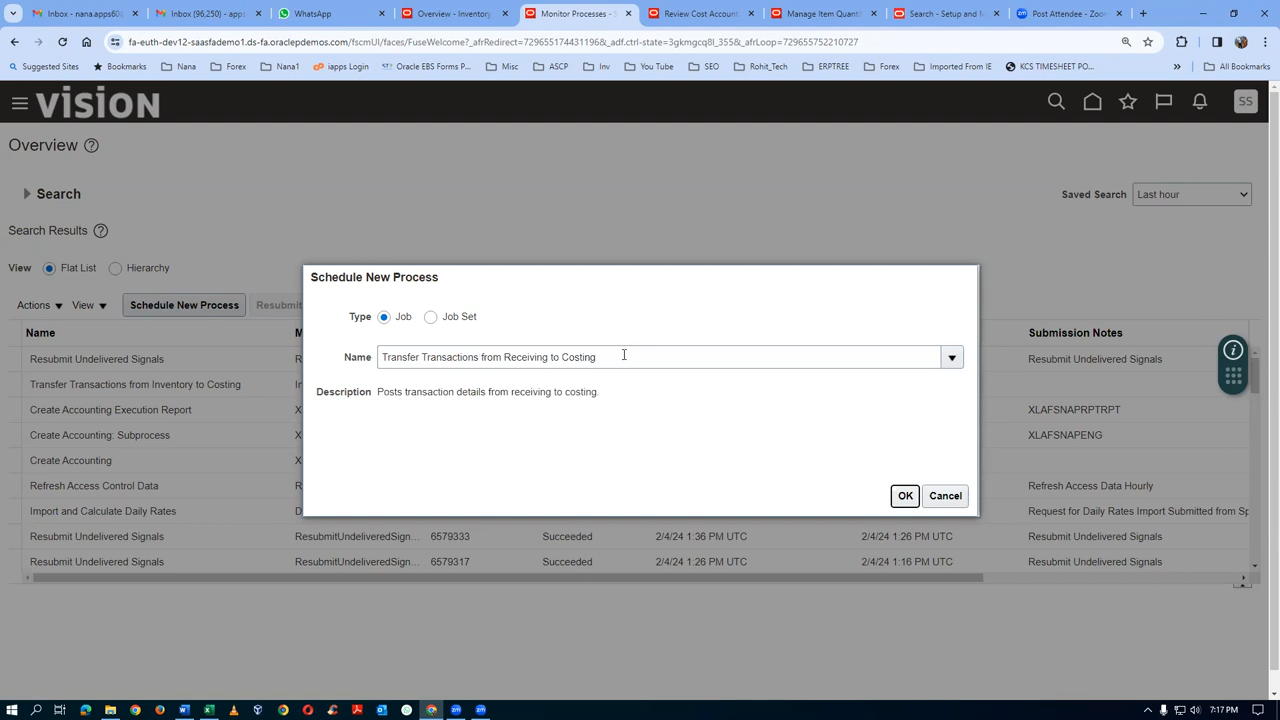 Inbox - nana.apps60
Inbox (96,250) - apps
WhatsApp
Overview - Inventory
Monitor Processes - S
Review Cost Account
Manage Item Quantit
Search - Setup and M
Post Attendee - Zoom
fa-euth-dev12-saasfademo1.ds-fa.oraclepdemos.com/fscmUI/faces/FuseWelcome?_afrRedirect=729655174431196&_adf.ctrl-state=3gkmgcq8l_355&_afrLoop=729655752210727
Suggested Sites
Bookmarks
Nana
Forex
Nana1
iapps Login
Oracle EBS Forms P...
Misc
ASCP
Inv
You Tube
SEO
Rohit_Tech
ERPTREE
Forex
Imported From IE
KCS TIMESHEET PO...
»
All Bookmarks
vision
SS
Overview ?
Search
Saved Search Last hour
Search Results ?
View Flat List Hierarchy
Actions View Schedule New Process Resubmit
Name
Submission Notes
Resubmit Undelivered Signals
Resubmit Undelivered Signals
Transfer Transactions from Inventory to Costing
Create Accounting Execution Report
XLAFSNAPRPTRPT
Create Accounting: Subprocess
XLAFSNAPENG
Create Accounting
Refresh Access Control Data
Refresh Access Data Hourly
Import and Calculate Daily Rates
Request for Daily Rates Import Submitted from Sp
Resubmit Undelivered Signals ResubmitUndeliveredSign... 6579333 Succeeded 2/4/24 1:36 PM UTC 2/4/24 1:26 PM UTC Resubmit Undelivered Signals
Resubmit Undelivered Signals ResubmitUndeliveredSign... 6579317 Succeeded 2/4/24 1:26 PM UTC 2/4/24 1:16 PM UTC Resubmit Undelivered Signals
Schedule New Process
Type Job Job Set
Name Transfer Transactions from Receiving to Costing
Description Posts transaction details from receiving to costing.
OK Cancel
7:17 PM